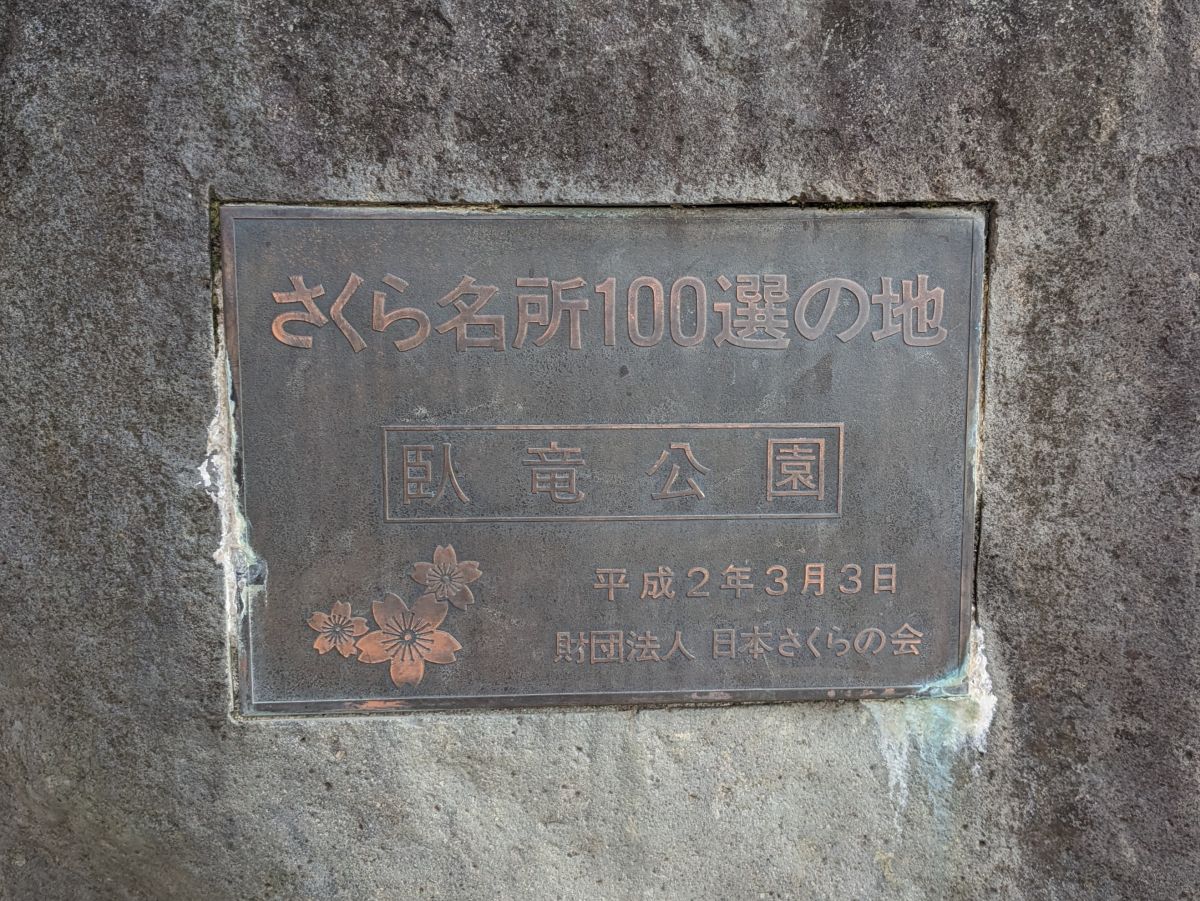 さくら名所100選の地
臥竜公園
平成2年3月3日
財団法人 日本さくらの会